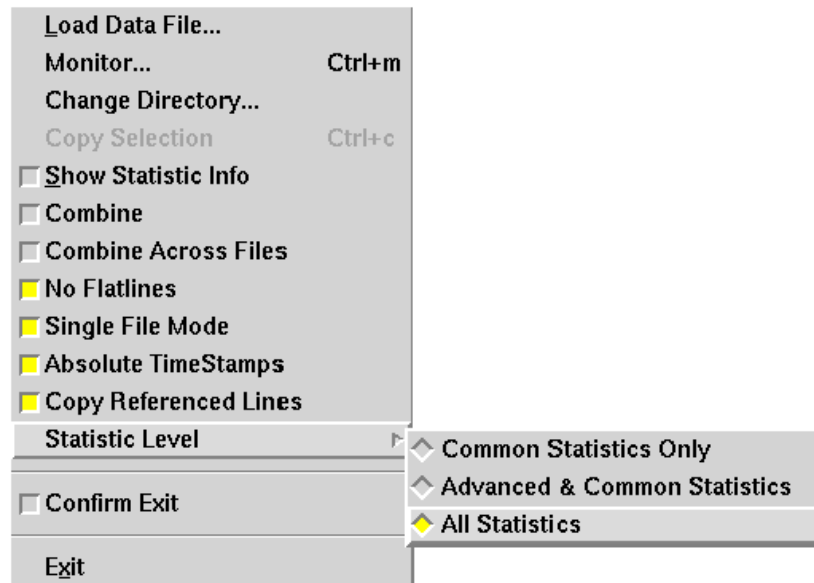 Load Data File...
Monitor... Ctrl+m
Change Directory...
Copy Selection Ctrl+c
Show Statistic Info
Combine
Combine Across Files
No Flatlines
Single File Mode
Absolute TimeStamps
Copy Referenced Lines
Statistic Level
Common Statistics Only
Advanced & Common Statistics
All Statistics
Confirm Exit
Exit